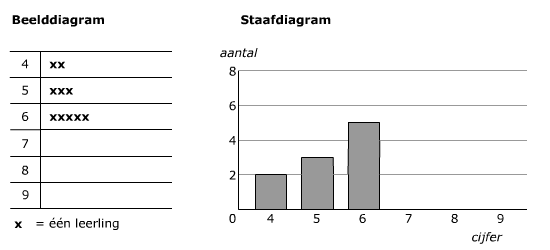 Beelddiagram
4 xx
5 xxx
6 xxxxx
7
8
9
x = één leerling
Staafdiagram
aantal
8
6
4
2
0 4 5 6 7 8 9
cijfer